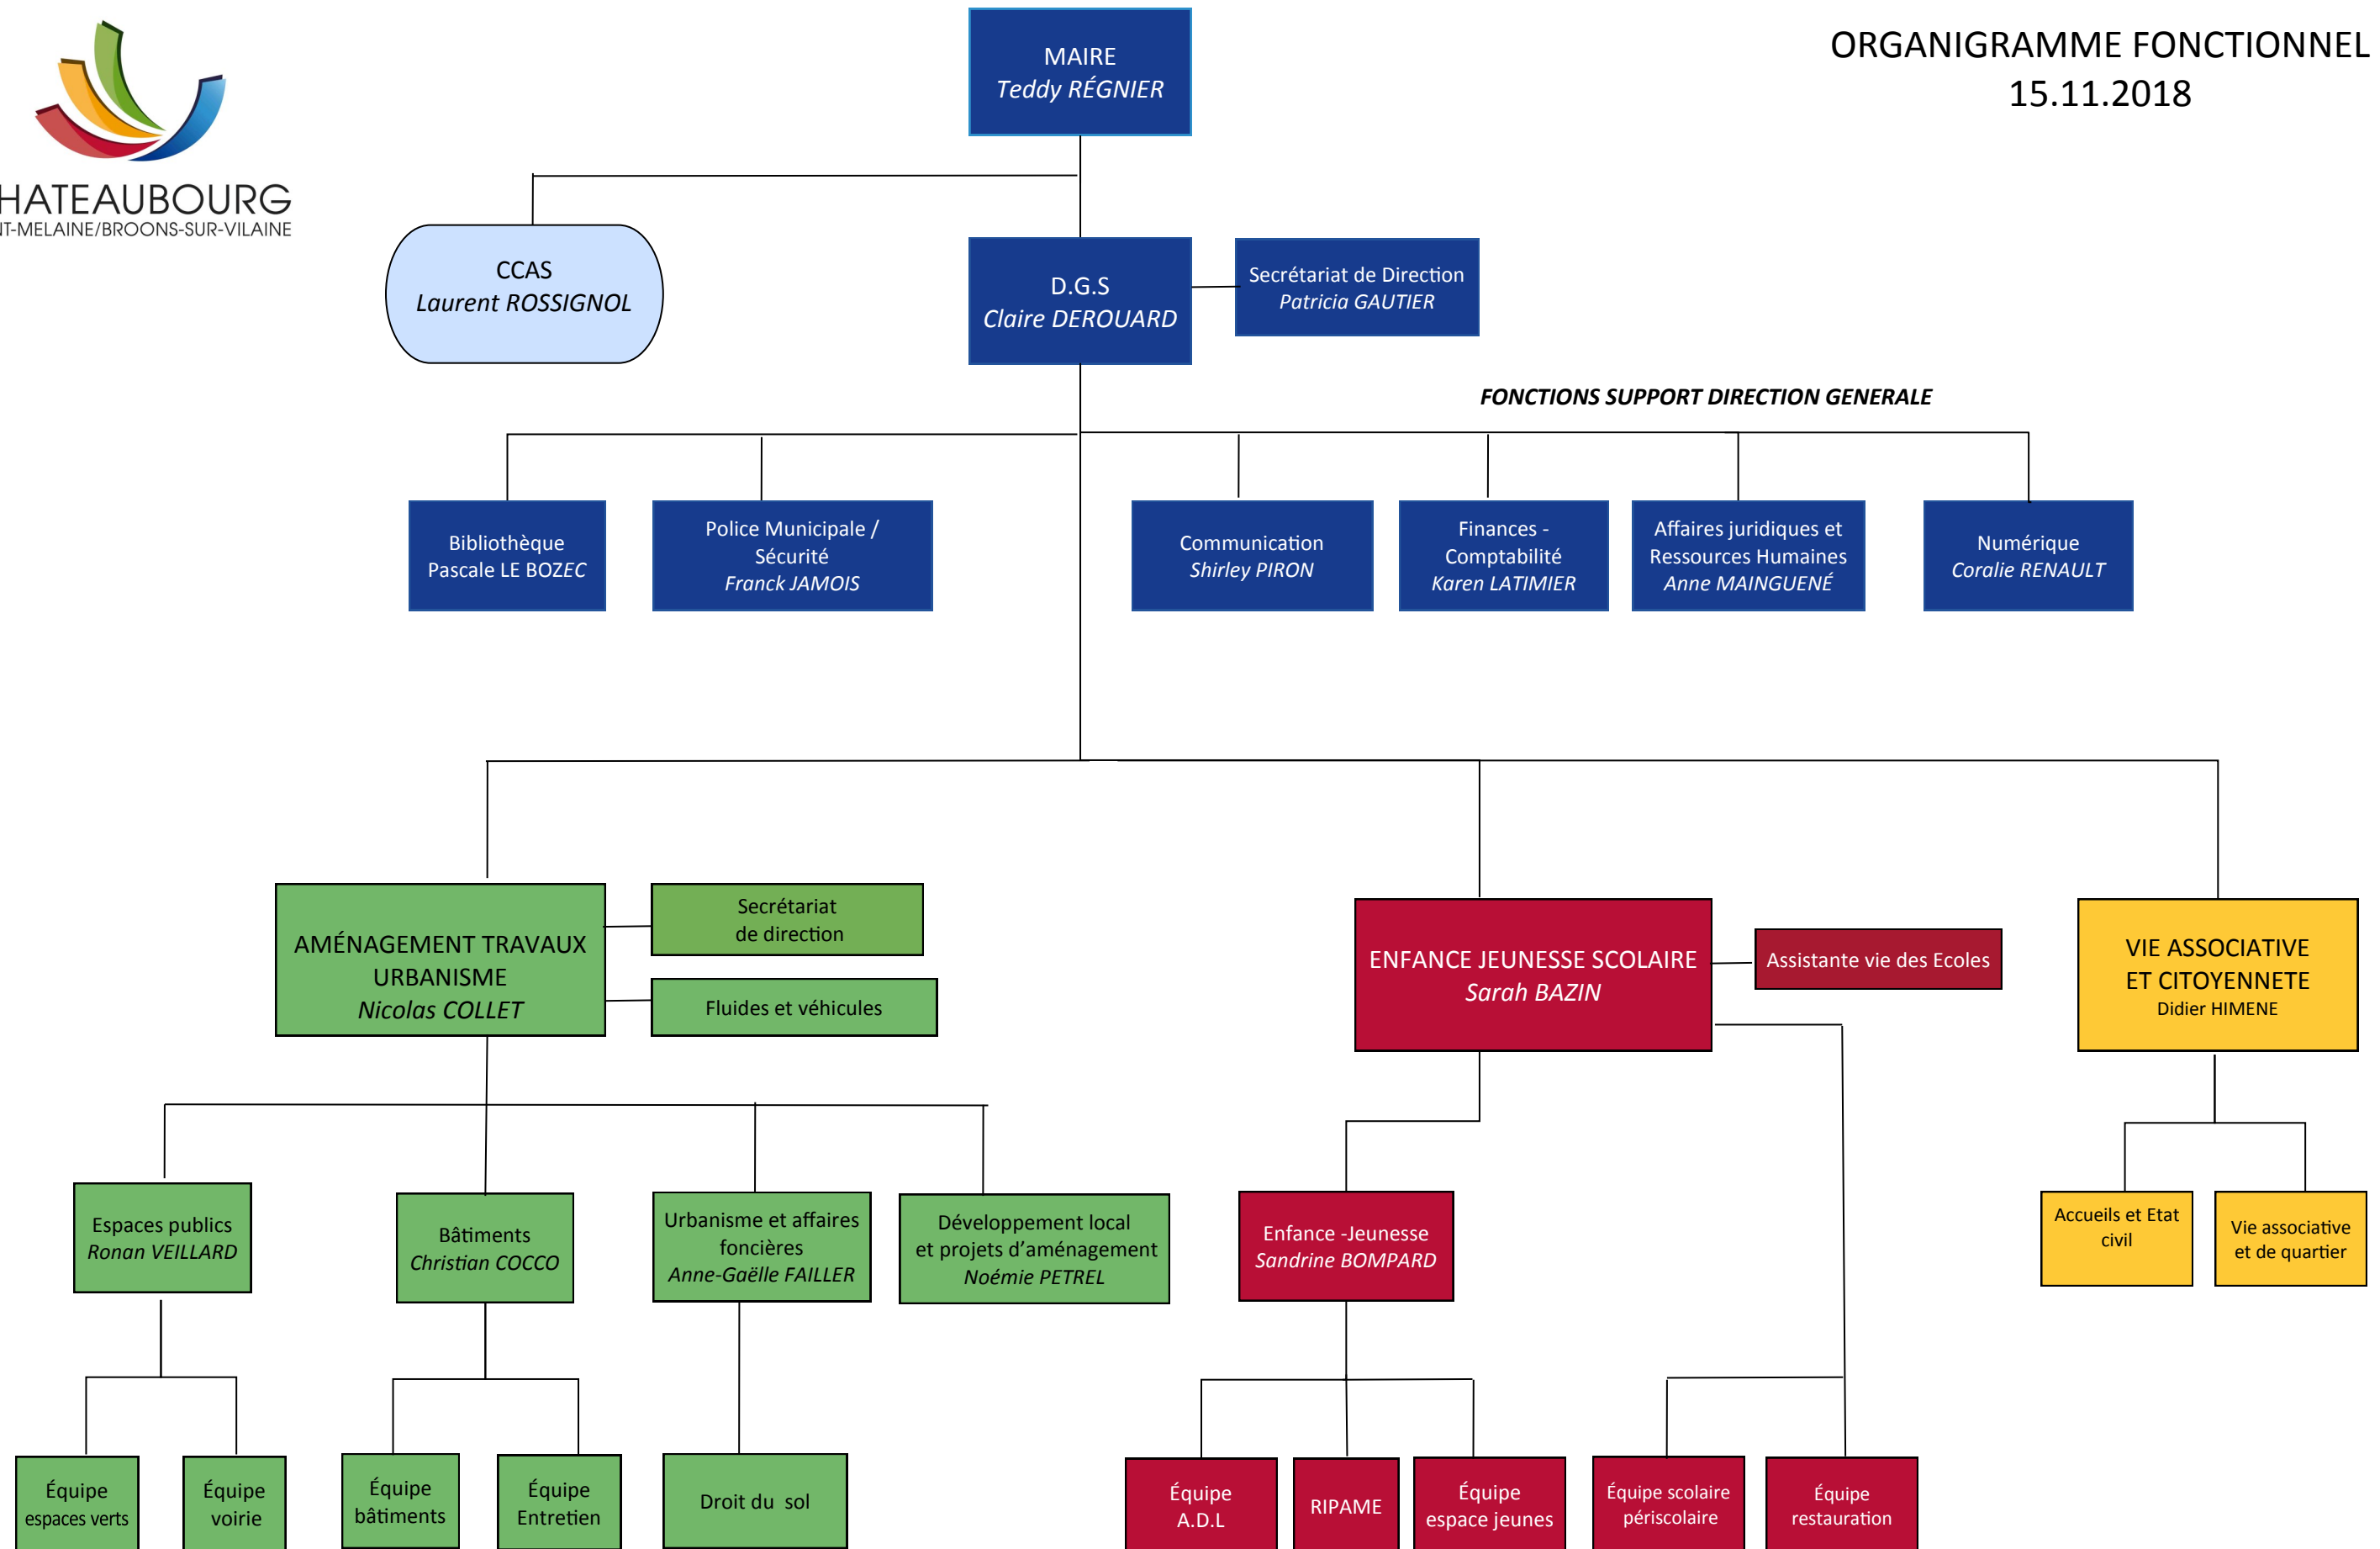 ORGANIGRAMME FONCTIONNEL
15.11.2018
HATEAUBOURG
NT-MELAINE/BROONS-SUR-VILAINE
MAIRE
Teddy RÉGNIER
CCAS
Laurent ROSSIGNOL
D.G.S
Claire DEROUARD
Secrétariat de Direction
Patricia GAUTIER
FONCTIONS SUPPORT DIRECTION GENERALE
Bibliothèque
Pascale LE BOZEC
Police Municipale /
Sécurité
Franck JAMOIS
Communication
Shirley PIRON
Finances -
Comptabilité
Karen LATIMIER
Affaires juridiques et
Ressources Humaines
Anne MAINGUENÉ
Numérique
Coralie RENAULT
AMÉNAGEMENT TRAVAUX
URBANISME
Nicolas COLLET
Secrétariat
de direction
Fluides et véhicules
ENFANCE JEUNESSE SCOLAIRE
Sarah BAZIN
Assistante vie des Ecoles
VIE ASSOCIATIVE
ET CITOYENNETE
Didier HIMENE
Espaces publics
Ronan VEILLARD
Bâtiments
Christian COCCO
Urbanisme et affaires
foncières
Anne-Gaëlle FAILLER
Développement local
et projets d’aménagement
Noémie PETREL
Enfance -Jeunesse
Sandrine BOMPARD
Accueils et Etat
civil
Vie associative
et de quartier
Équipe
espaces verts
Équipe
voirie
Équipe
bâtiments
Équipe
Entretien
Droit du sol
Équipe
A.D.L
RIPAME
Équipe
espace jeunes
Équipe scolaire
périscolaire
Équipe
restauration